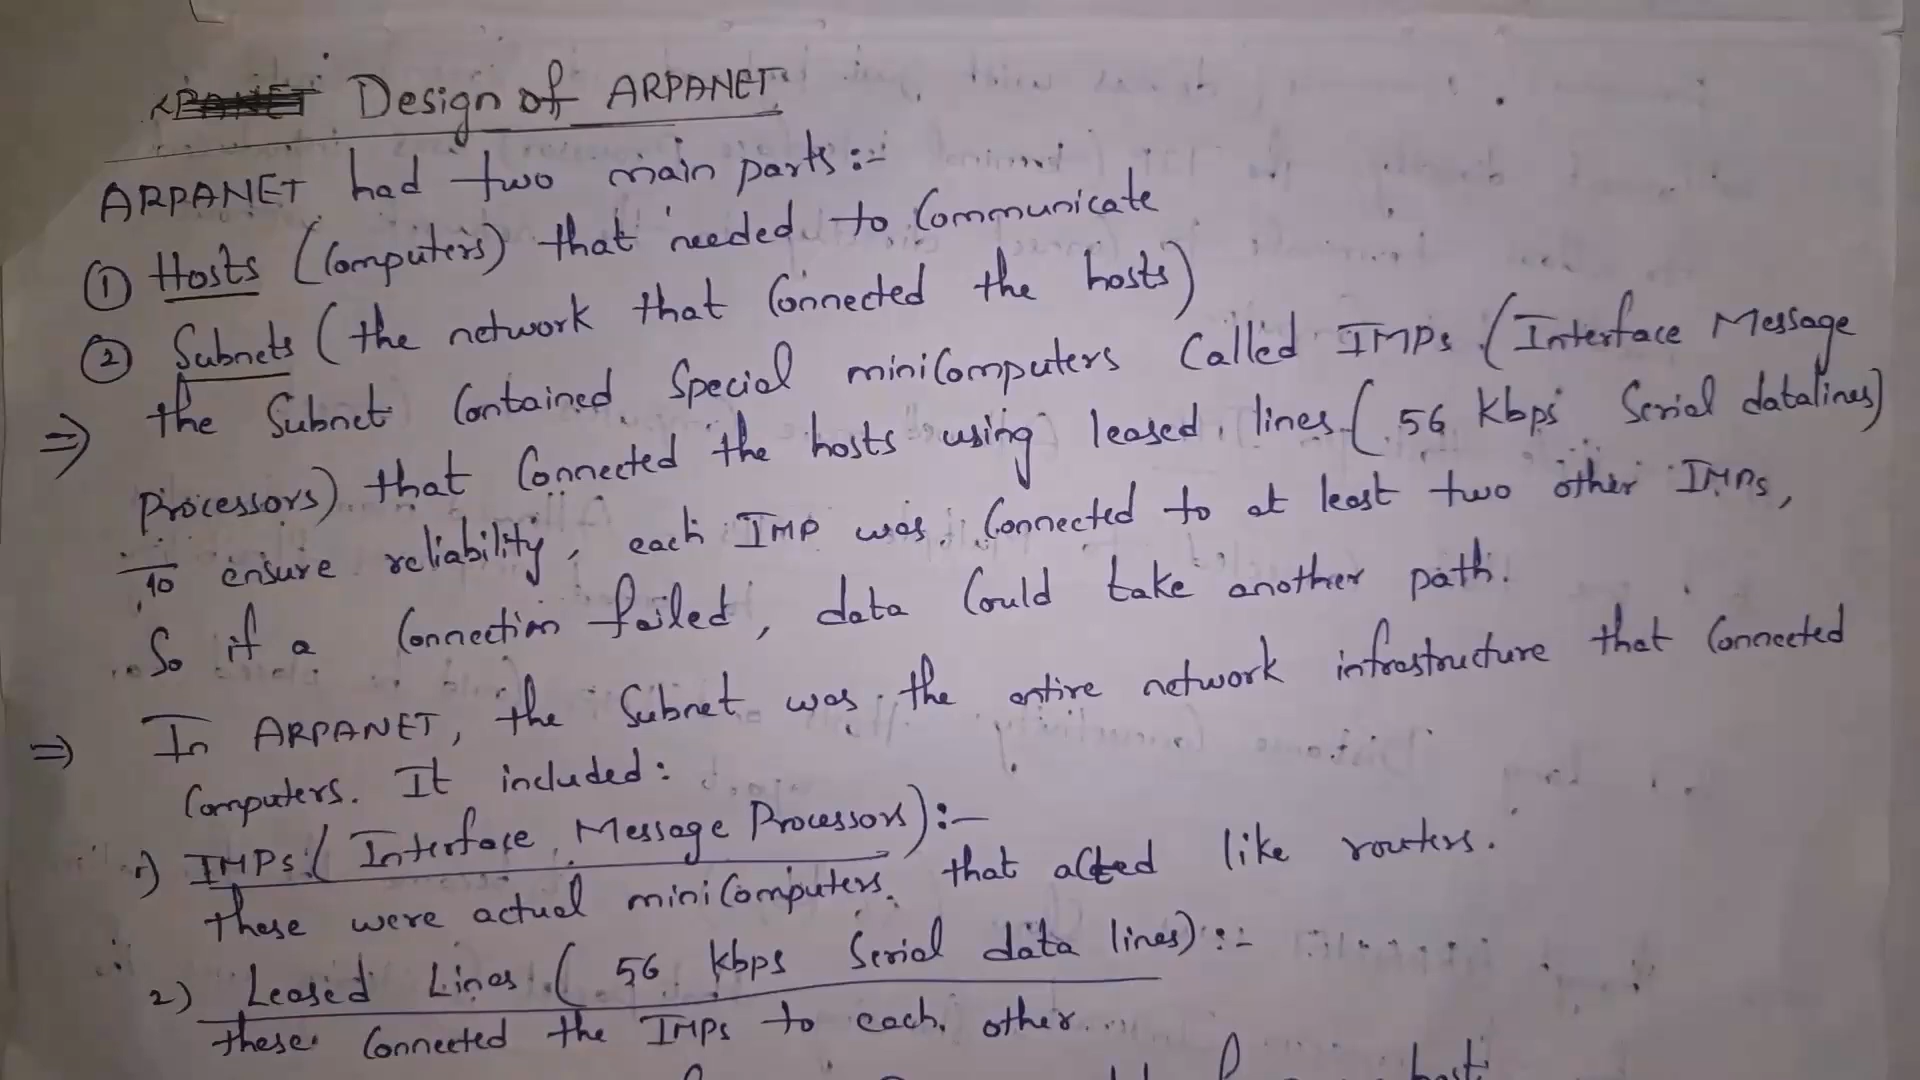 Design of ARPANET
ARPANET had two main parts:-
① Hosts (Computers) that needed to Communicate
② Subnets (the network that Connected the hosts)
⇒ the Subnet Contained Special minicomputers Called IMPs (Interface Message
Processors) that Connected the hosts using leased lines (56 Kbps Serial datalines)
To ensure reliability, each IMP was Connected to at least two other IMPs,
So if a Connection failed, data Could take another path.
⇒ In ARPANET, the Subnet was the entire network infrastructure that Connected
Computers. It included:
1) IMPs (Interface Message Processors):-
these were actual minicomputers that acted like routers.
2) Leased Lines (56 kbps Serial data lines):-
these Connected the IMPs to each other.
host